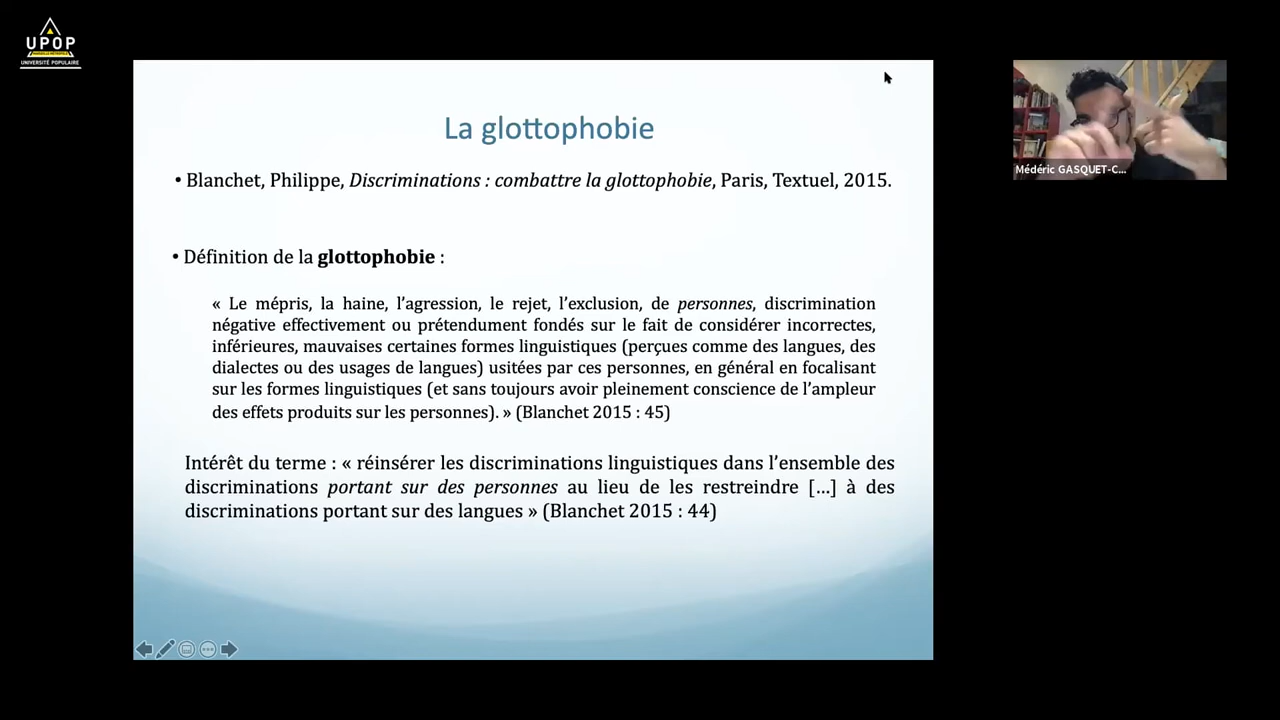 UPOP
UNIVERSITÉ POPULAIRE
La glottophobie
• Blanchet, Philippe, Discriminations : combattre la glottophobie, Paris, Textuel, 2015.
Médéric GASQUET-C...
• Définition de la glottophobie :
« Le mépris, la haine, l’agression, le rejet, l’exclusion, de personnes, discrimination
négative effectivement ou prétendument fondés sur le fait de considérer incorrectes,
inférieures, mauvaises certaines formes linguistiques (perçues comme des langues, des
dialectes ou des usages de langues) usitées par ces personnes, en général en focalisant
sur les formes linguistiques (et sans toujours avoir pleinement conscience de l’ampleur
des effets produits sur les personnes). » (Blanchet 2015 : 45)
Intérêt du terme : « réinsérer les discriminations linguistiques dans l’ensemble des
discriminations portant sur des personnes au lieu de les restreindre […] à des
discriminations portant sur des langues » (Blanchet 2015 : 44)